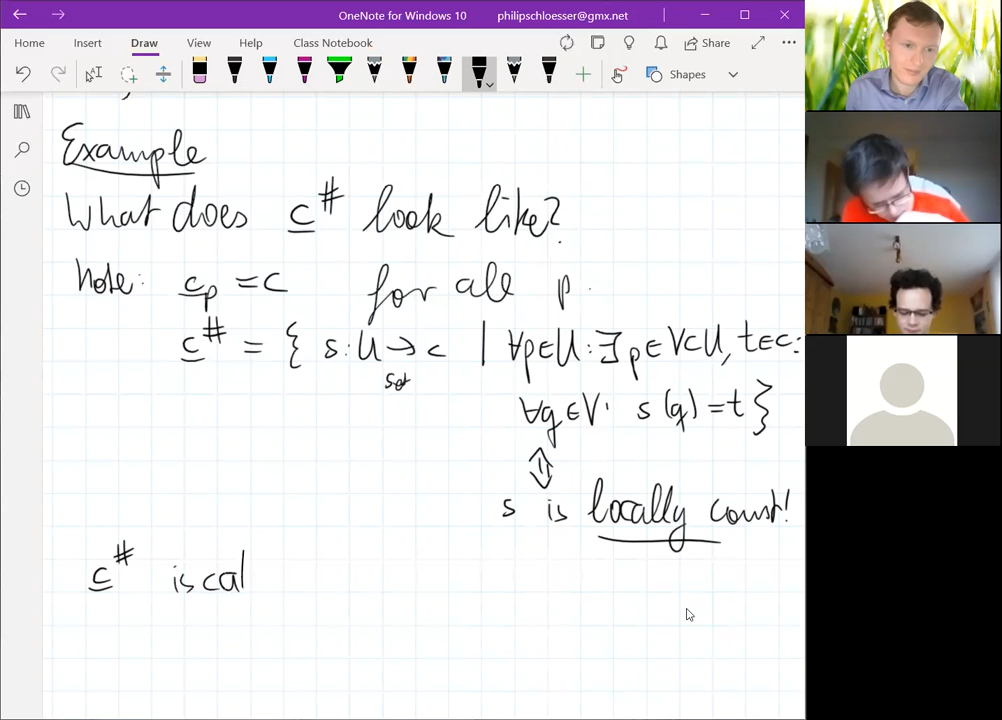 OneNote for Windows 10 philipschloesser@gmx.net
Home Insert Draw View Help Class Notebook Share
Shapes
Example
What does c# look like?
Note: c_p = c for all p.
c# = { s: U → c | ∀p∈U: ∃ p∈V⊂U, t∈c:
set
∀q∈V: s(q) = t }
⇕
s is locally const!
c# is cal